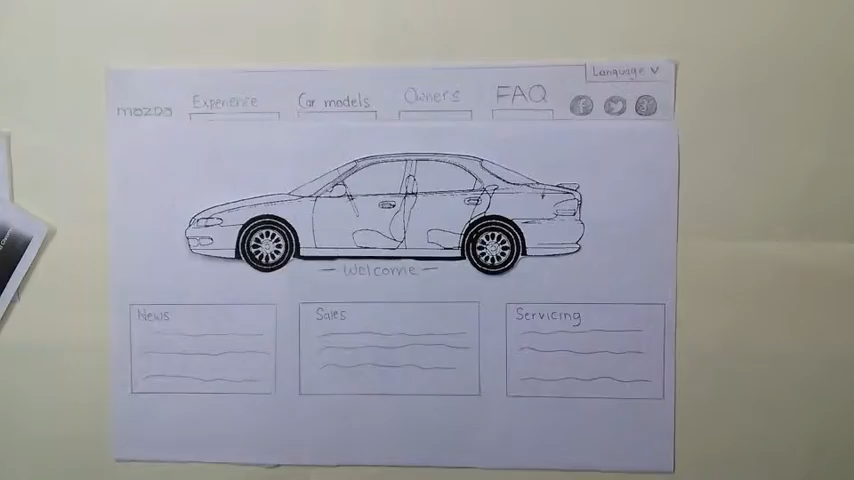 Language
mazda Experience Car models Owners FAQ
- Welcome -
News Sales Servicing